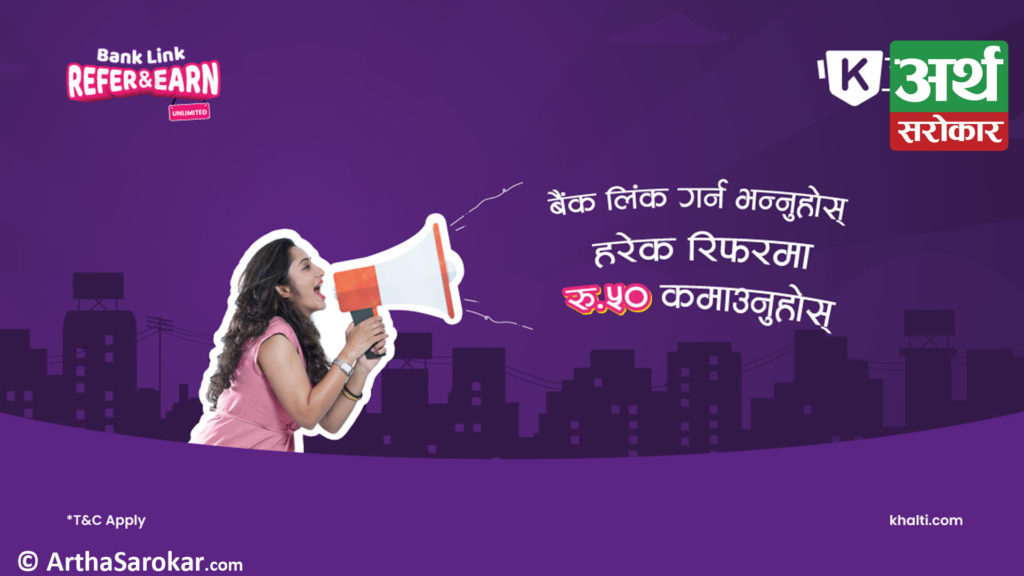 Bank Link
REFER&EARN
UNLIMITED
K
अर्थ
सरोकार
बैंक लिंक गर्न भन्नुहोस्
हरेक रिफरमा
रु.५० कमाउनुहोस्
*T&C Apply
khalti.com
© ArthaSarokar.com